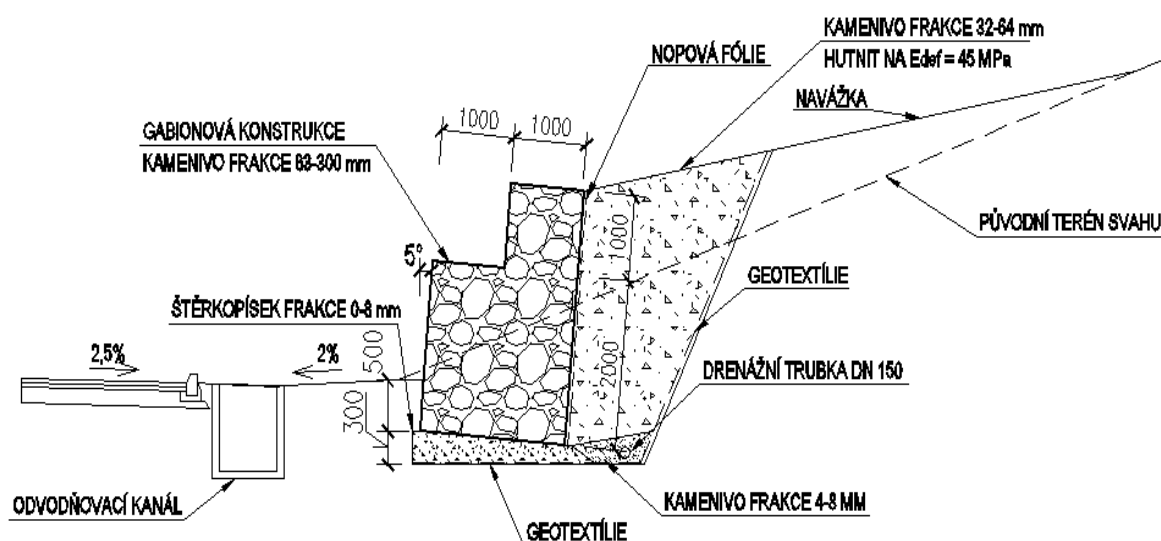 KAMENIVO FRAKCE 32-64 mm
HUTNIT NA Edef = 45 MPa
NOPOVÁ FÓLIE
NAVÁŽKA
1000
1000
GABIONOVÁ KONSTRUKCE
KAMENIVO FRAKCE 63-300 mm
PŮVODNÍ TERÉN SVAHU
1000
5°
GEOTEXTÍLIE
ŠTĚRKOPÍSEK FRAKCE 0-8 mm
2,5%
2%
500
2000
DRENÁŽNÍ TRUBKA DN 150
300
ODVODŇOVACÍ KANÁL
KAMENIVO FRAKCE 4-8 MM
GEOTEXTÍLIE